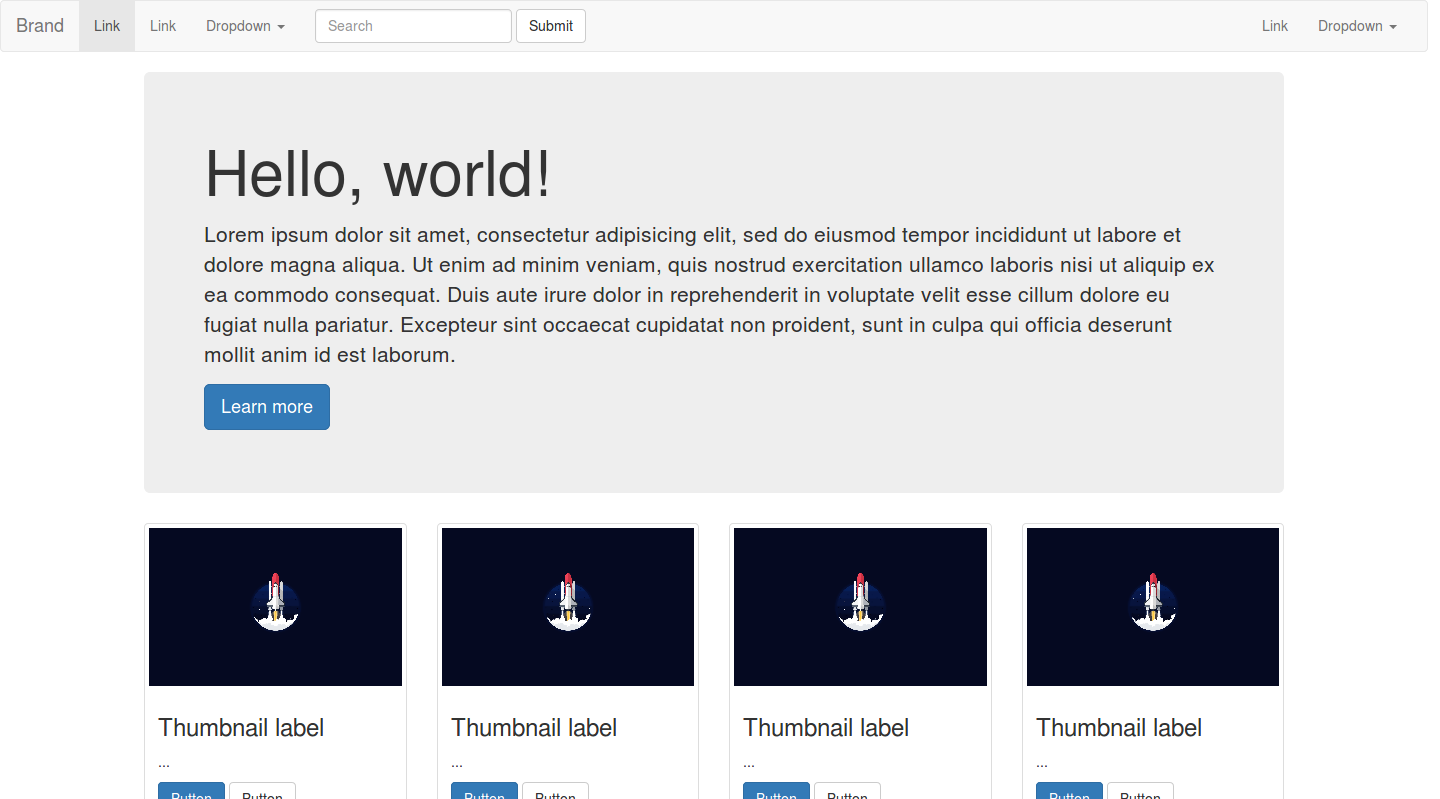 Brand Link Link Dropdown Search Submit Link Dropdown
Hello, world!
Lorem ipsum dolor sit amet, consectetur adipisicing elit, sed do eiusmod tempor incididunt ut labore et
dolore magna aliqua. Ut enim ad minim veniam, quis nostrud exercitation ullamco laboris nisi ut aliquip ex
ea commodo consequat. Duis aute irure dolor in reprehenderit in voluptate velit esse cillum dolore eu
fugiat nulla pariatur. Excepteur sint occaecat cupidatat non proident, sunt in culpa qui officia deserunt
mollit anim id est laborum.
Learn more
Thumbnail label Thumbnail label Thumbnail label Thumbnail label
... ... ... ...
Button Button Button Button Button Button Button Button